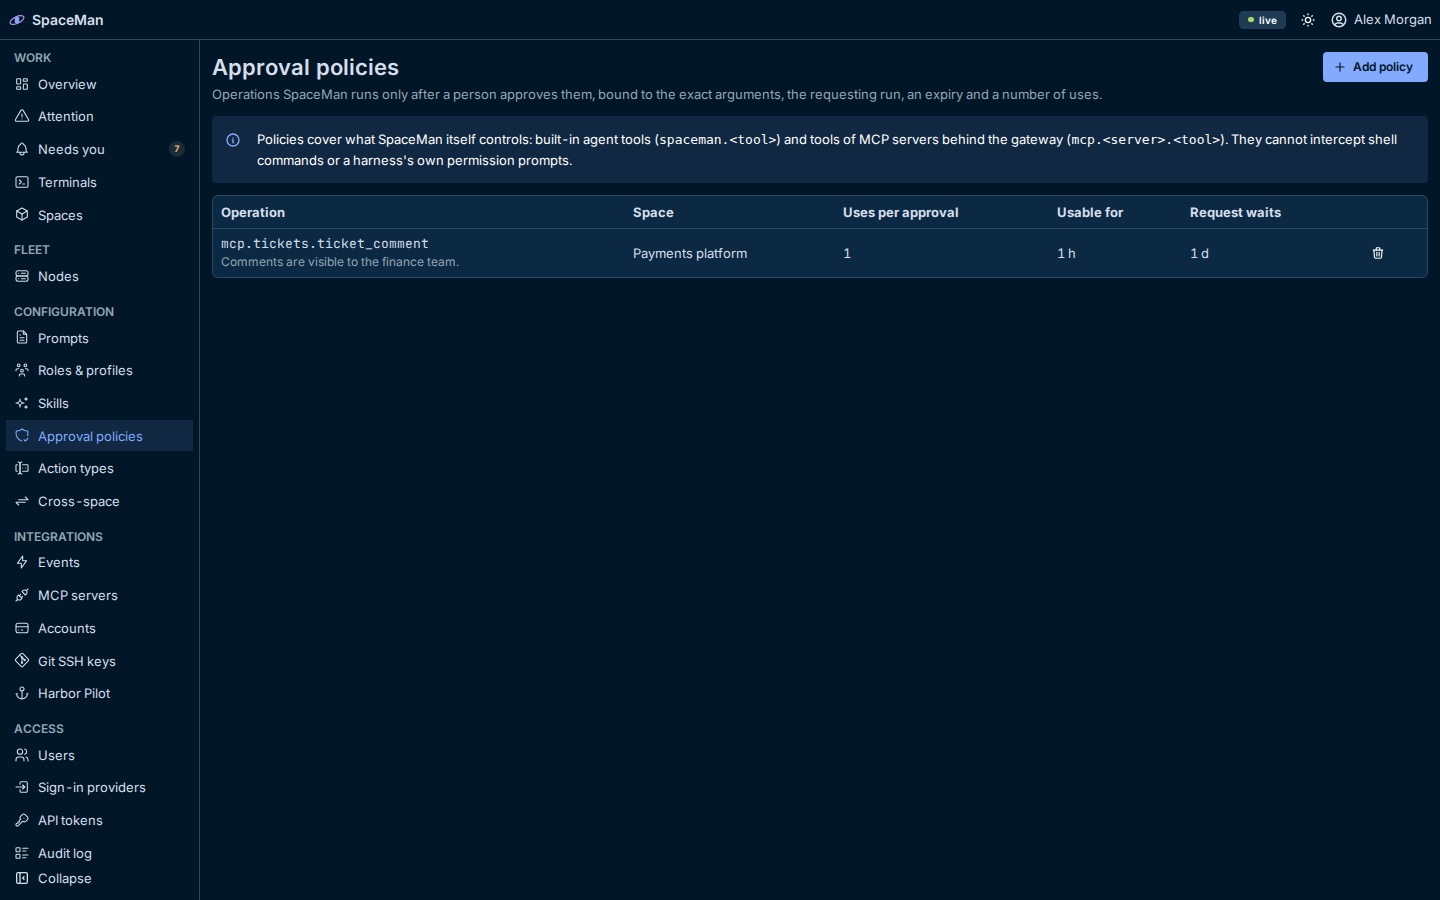 SpaceMan
live
Alex Morgan
WORK
Overview
Attention
Needs you
7
Terminals
Spaces
FLEET
Nodes
CONFIGURATION
Prompts
Roles & profiles
Skills
Approval policies
Action types
Cross-space
INTEGRATIONS
Events
MCP servers
Accounts
Git SSH keys
Harbor Pilot
ACCESS
Users
Sign-in providers
API tokens
Audit log
Collapse
Approval policies
Add policy
Operations SpaceMan runs only after a person approves them, bound to the exact arguments, the requesting run, an expiry and a number of uses.
Policies cover what SpaceMan itself controls: built-in agent tools (spaceman.<tool>) and tools of MCP servers behind the gateway (mcp.<server>.<tool>). They cannot intercept shell
commands or a harness's own permission prompts.
Operation Space Uses per approval Usable for Request waits
mcp.tickets.ticket_comment
Comments are visible to the finance team.
Payments platform 1 1 h 1 d